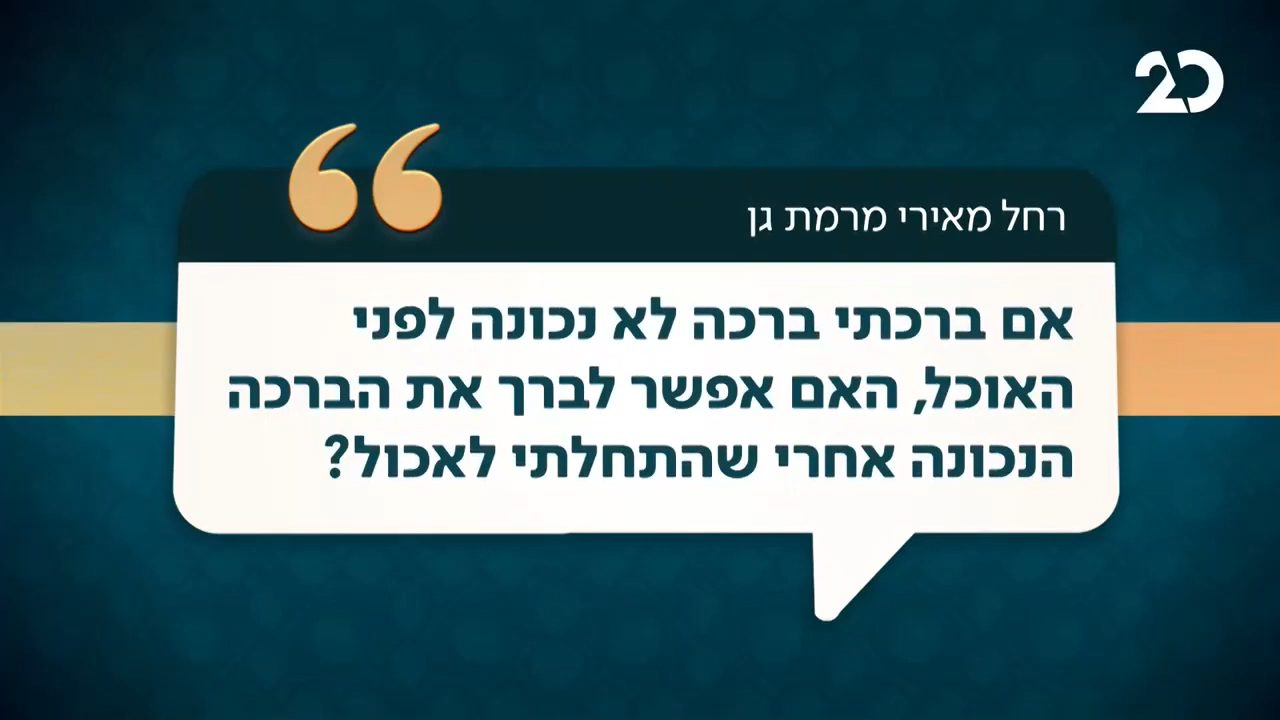 20
רחל מאירי מרמת גן
אם ברכתי ברכה לא נכונה לפני
האוכל, האם אפשר לברך את הברכה
הנכונה אחרי שהתחלתי לאכול?